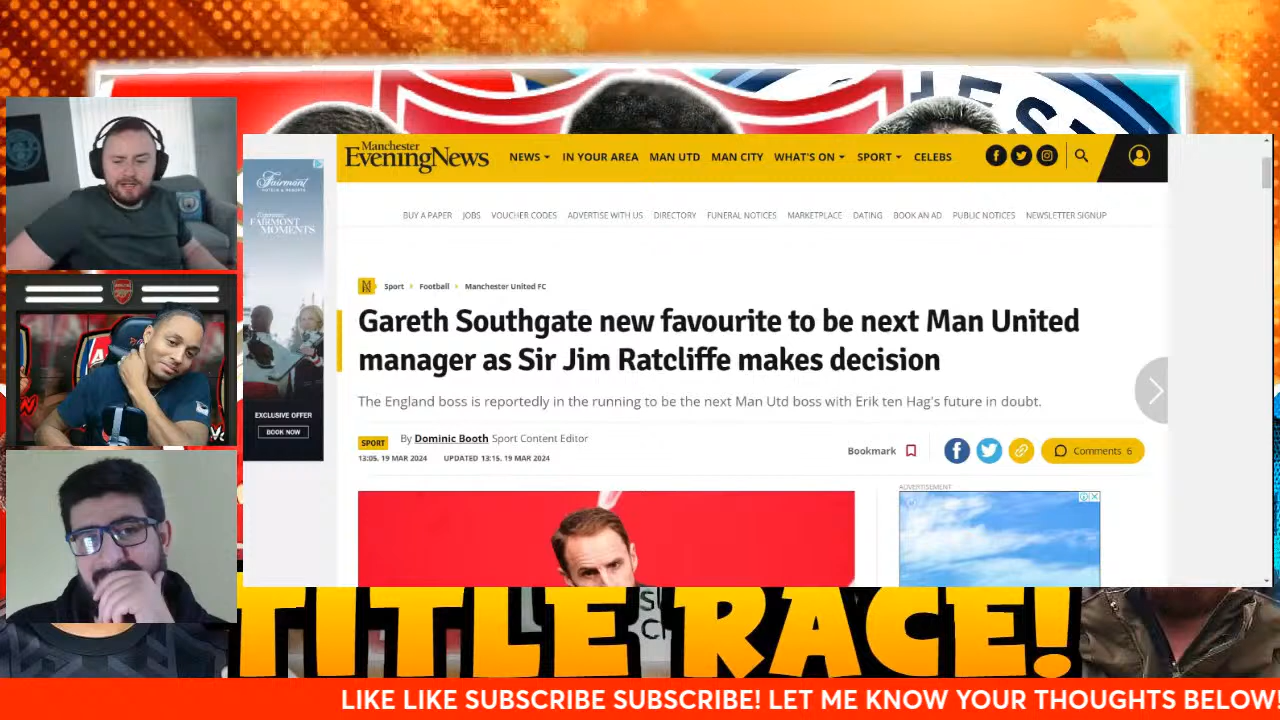 Manchester
EveningNews
NEWS IN YOUR AREA MAN UTD MAN CITY WHAT'S ON SPORT CELEBS
Fairmont
HOTELS & RESORTS
Experience
FAIRMONT
MOMENTS
EXCLUSIVE OFFER
BOOK NOW
BUY A PAPER JOBS VOUCHER CODES ADVERTISE WITH US DIRECTORY FUNERAL NOTICES MARKETPLACE DATING BOOK AN AD PUBLIC NOTICES NEWSLETTER SIGNUP
Sport Football Manchester United FC
Gareth Southgate new favourite to be next Man United
manager as Sir Jim Ratcliffe makes decision
The England boss is reportedly in the running to be the next Man Utd boss with Erik ten Hag's future in doubt.
SPORT
By Dominic Booth Sport Content Editor
13:05, 19 MAR 2024 UPDATED 13:15, 19 MAR 2024
Bookmark
Comments 6
ADVERTISEMENT
TITLE RACE!
LIKE LIKE SUBSCRIBE SUBSCRIBE! LET ME KNOW YOUR THOUGHTS BELOW!